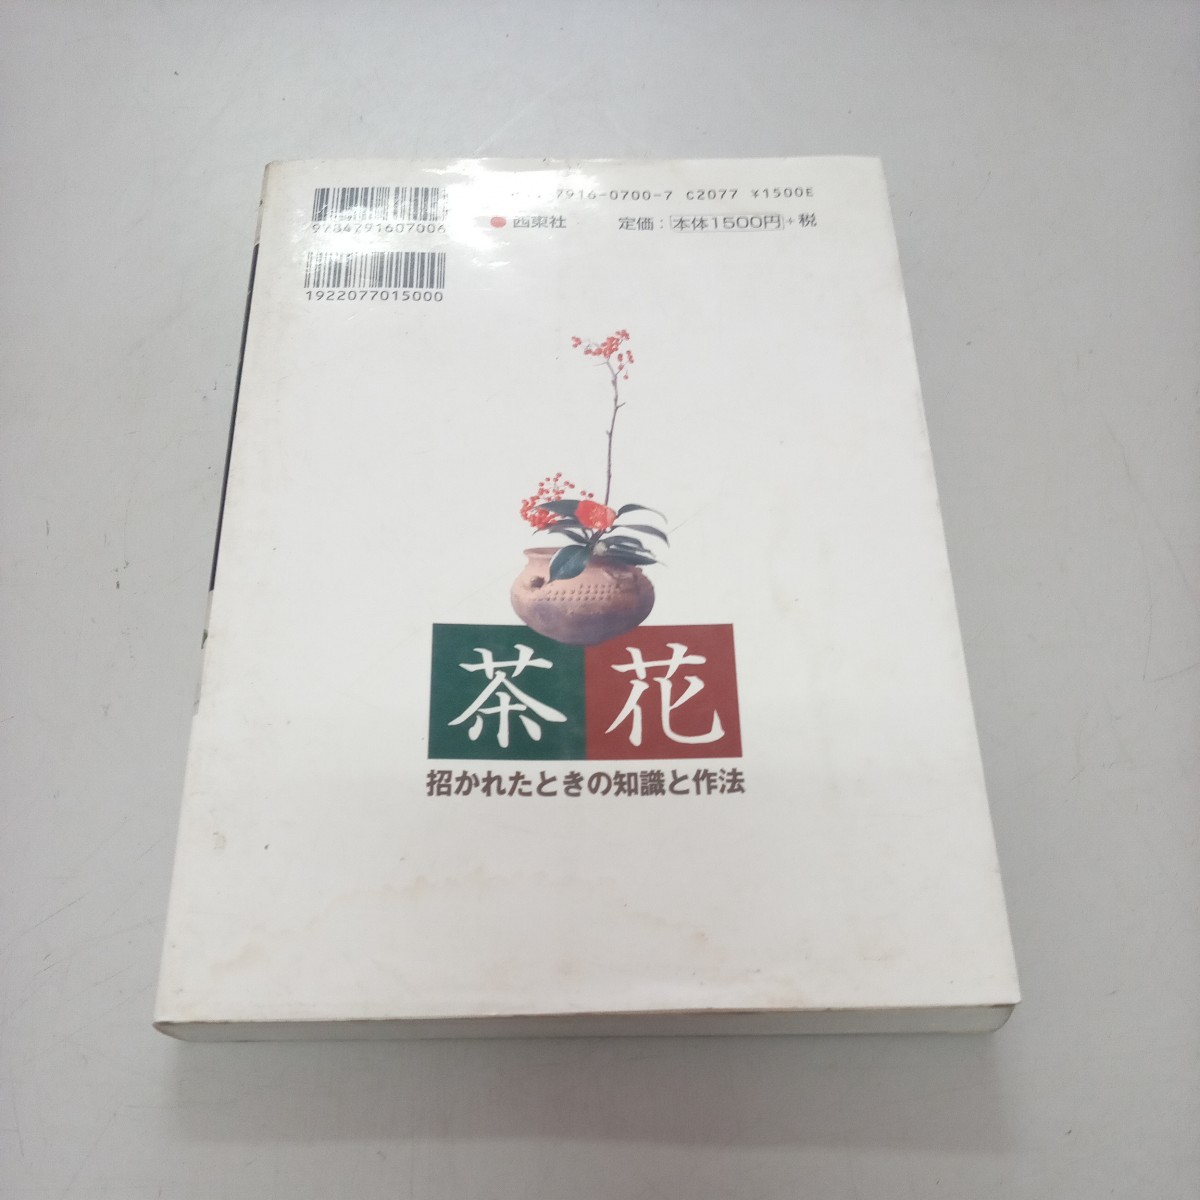 7916-0700-7 C2077 ¥1500E
9784791607006
西東社 定価:本体1500円+税
1922077015000
茶花
招かれたときの知識と作法